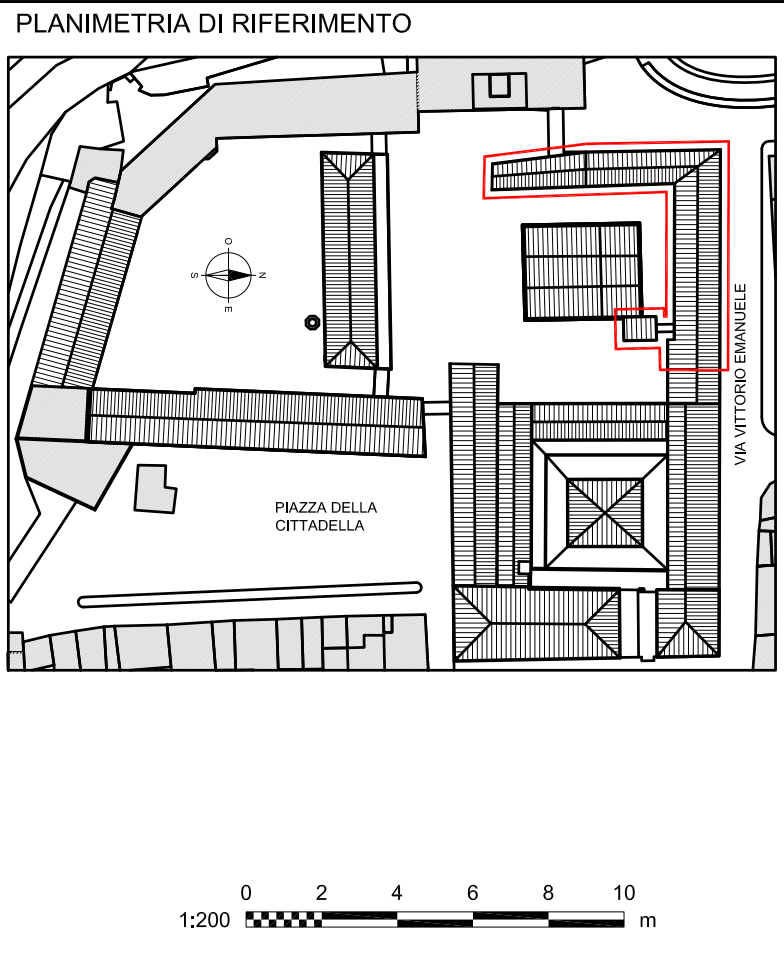 PLANIMETRIA DI RIFERIMENTO
O
S
N
E
VIA VITTORIO EMANUELE
PIAZZA DELLA
CITTADELLA
0 2 4 6 8 10
1:200 m